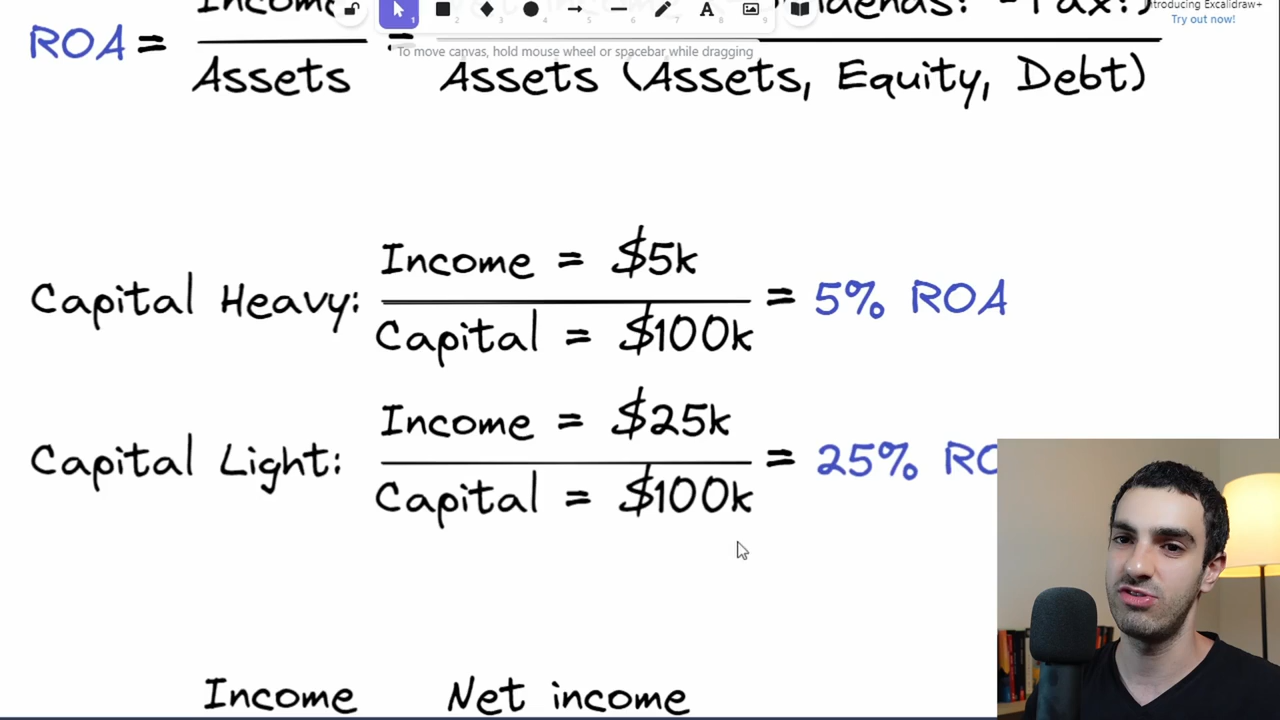 Income
Introducing Excalidraw+
Try out now!
ROA = =
To move canvas, hold mouse wheel or spacebar while dragging
Assets Assets (Assets, Equity, Debt)
Income = $5k
Capital Heavy: = 5% ROA
Capital = $100k
Income = $25k
Capital Light: = 25% RO
Capital = $100k
Income Net income